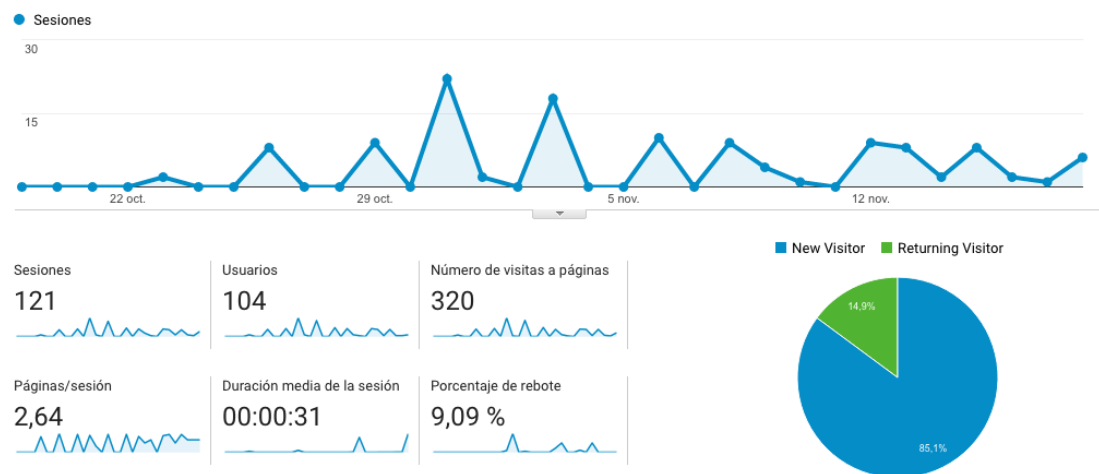 Sesiones
30
15
22 oct.
29 oct.
5 nov.
12 nov.
New Visitor
Returning Visitor
Sesiones
Usuarios
Número de visitas a páginas
121
104
320
14,9%
Páginas/sesión
Duración media de la sesión
Porcentaje de rebote
2,64
00:00:31
9,09 %
85,1%